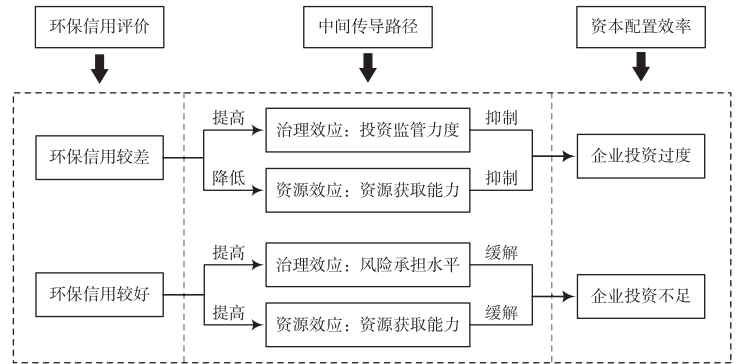 环保信用评价
中间传导路径
资本配置效率
环保信用较差
提高
治理效应：投资监管力度
抑制
降低
资源效应：资源获取能力
抑制
企业投资过度
环保信用较好
提高
治理效应：风险承担水平
缓解
提高
资源效应：资源获取能力
缓解
企业投资不足